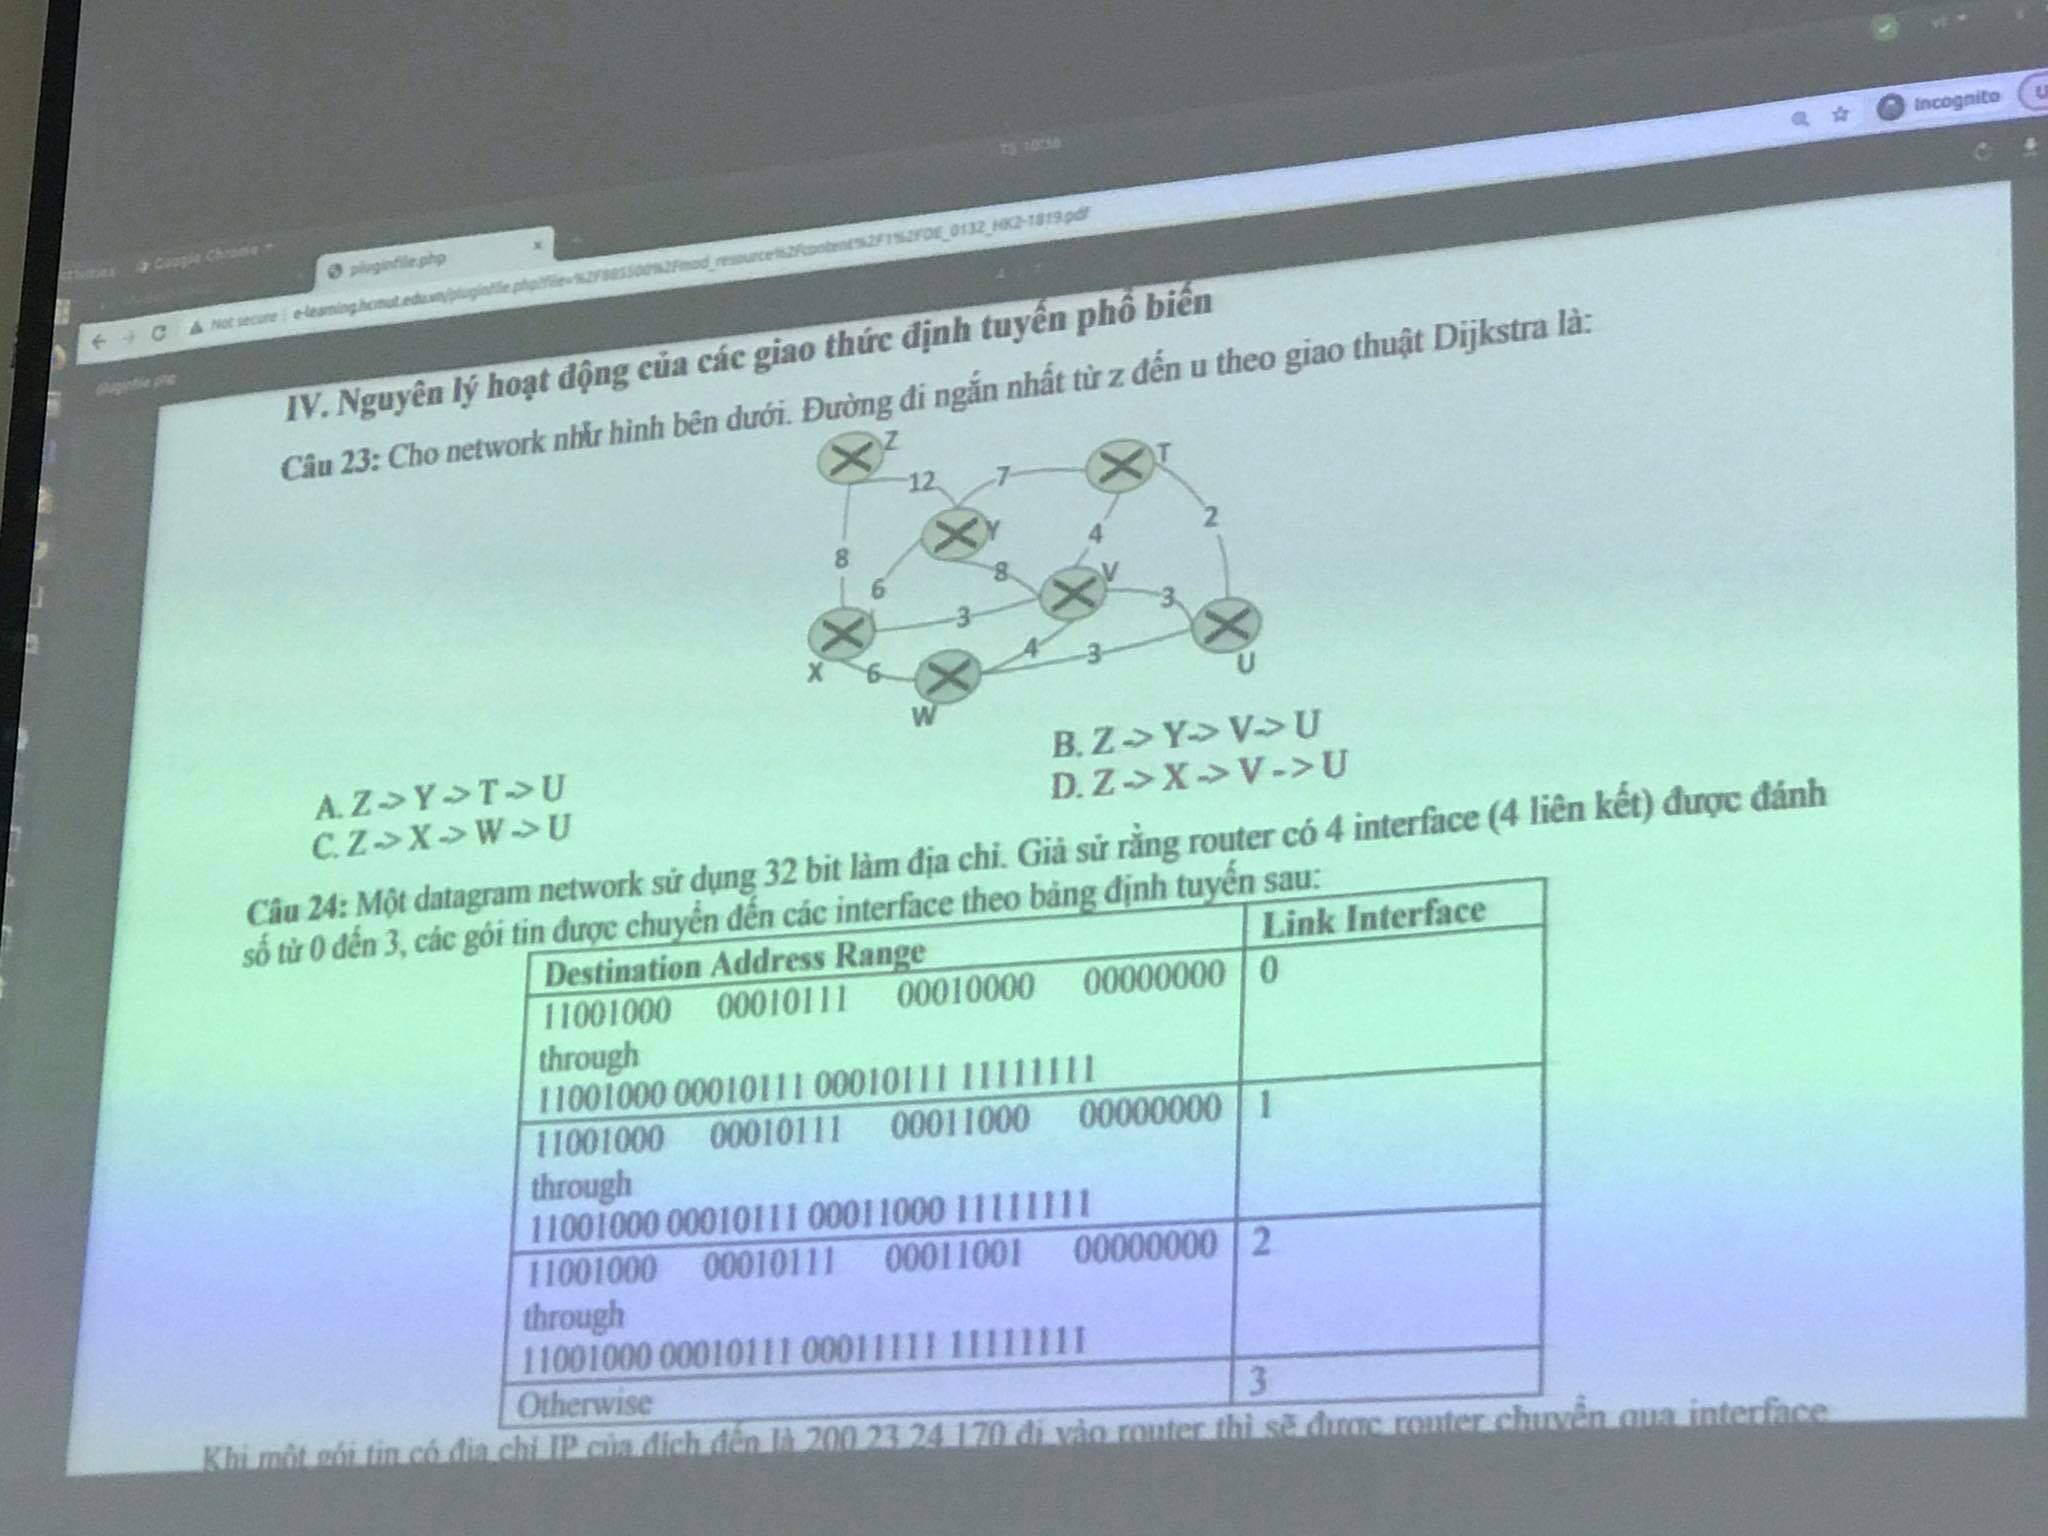 TS 10:36
Incognito
Google Chrome
pluginfile.php
Not secure
e-learning.hcmut.edu.vn/pluginfile.php?file=%2F885500%2Fmod_resource%2Fcontent%2F1%2FDE_0132_HK2-1819.pdf
pluginfile.php
IV. Nguyên lý hoạt động của các giao thức định tuyến phổ biến
Câu 23: Cho network như hình bên dưới. Đường đi ngắn nhất từ z đến u theo giao thuật Dijkstra là:
Z
12
7
T
Y
4
2
8
8
V
6
3
3
X
6
4
3
U
W
A. Z -> Y -> T -> U
B. Z -> Y-> V-> U
C. Z -> X -> W -> U
D. Z -> X -> V -> U
Câu 24: Một datagram network sử dụng 32 bit làm địa chỉ. Giả sử rằng router có 4 interface (4 liên kết) được đánh
số từ 0 đến 3, các gói tin được chuyển đến các interface theo bảng định tuyến sau:
Destination Address Range Link Interface
11001000 00010111 00010000 00000000 0
through
11001000 00010111 00010111 11111111
11001000 00010111 00011000 00000000 1
through
11001000 00010111 00011000 11111111
11001000 00010111 00011001 00000000 2
through
11001000 00010111 00011111 11111111
Otherwise 3
Khi một gói tin có địa chỉ IP của đích đến là 200.23.24.170 đi vào router thì sẽ được router chuyển qua interface